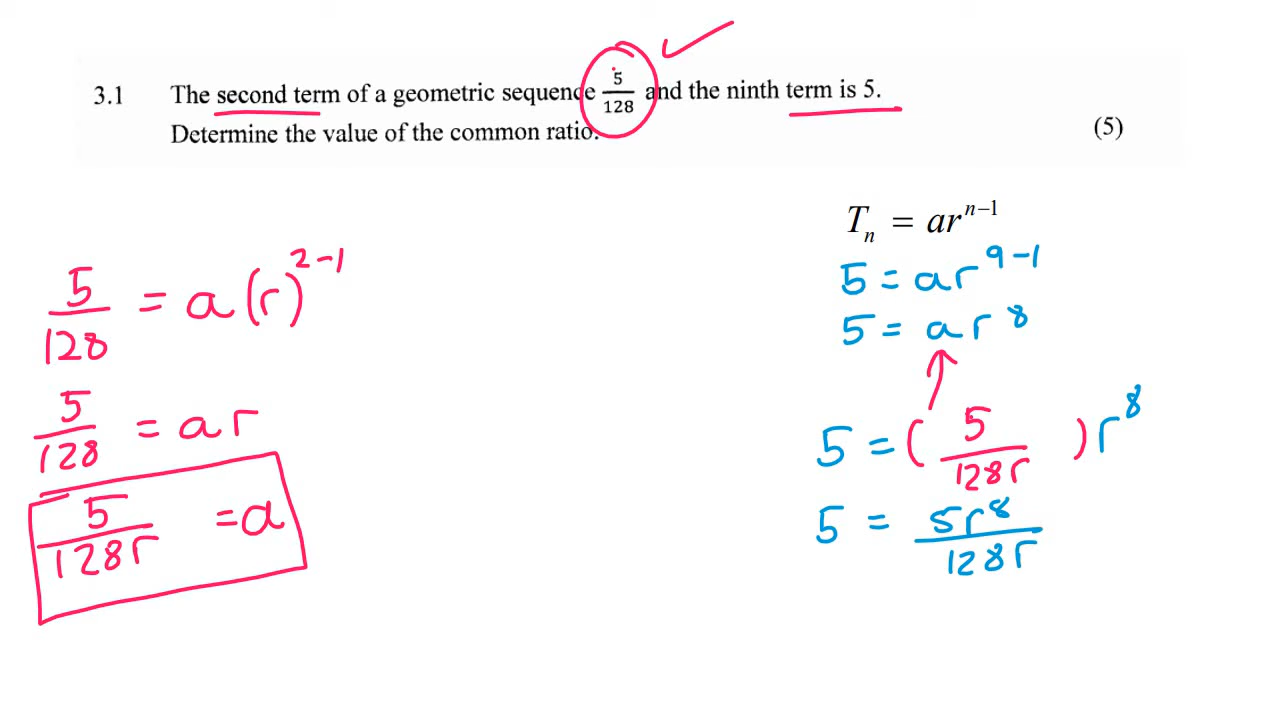 3.1 The second term of a geometric sequence 5/128 and the ninth term is 5.
Determine the value of the common ratio. (5)
T_n = ar^{n-1}
5/128 = a(r)^{2-1}
5/128 = ar
5/128r = a
5 = ar^{9-1}
5 = ar^8
5 = ( 5/128r ) r^8
5 = 5r^8/128r